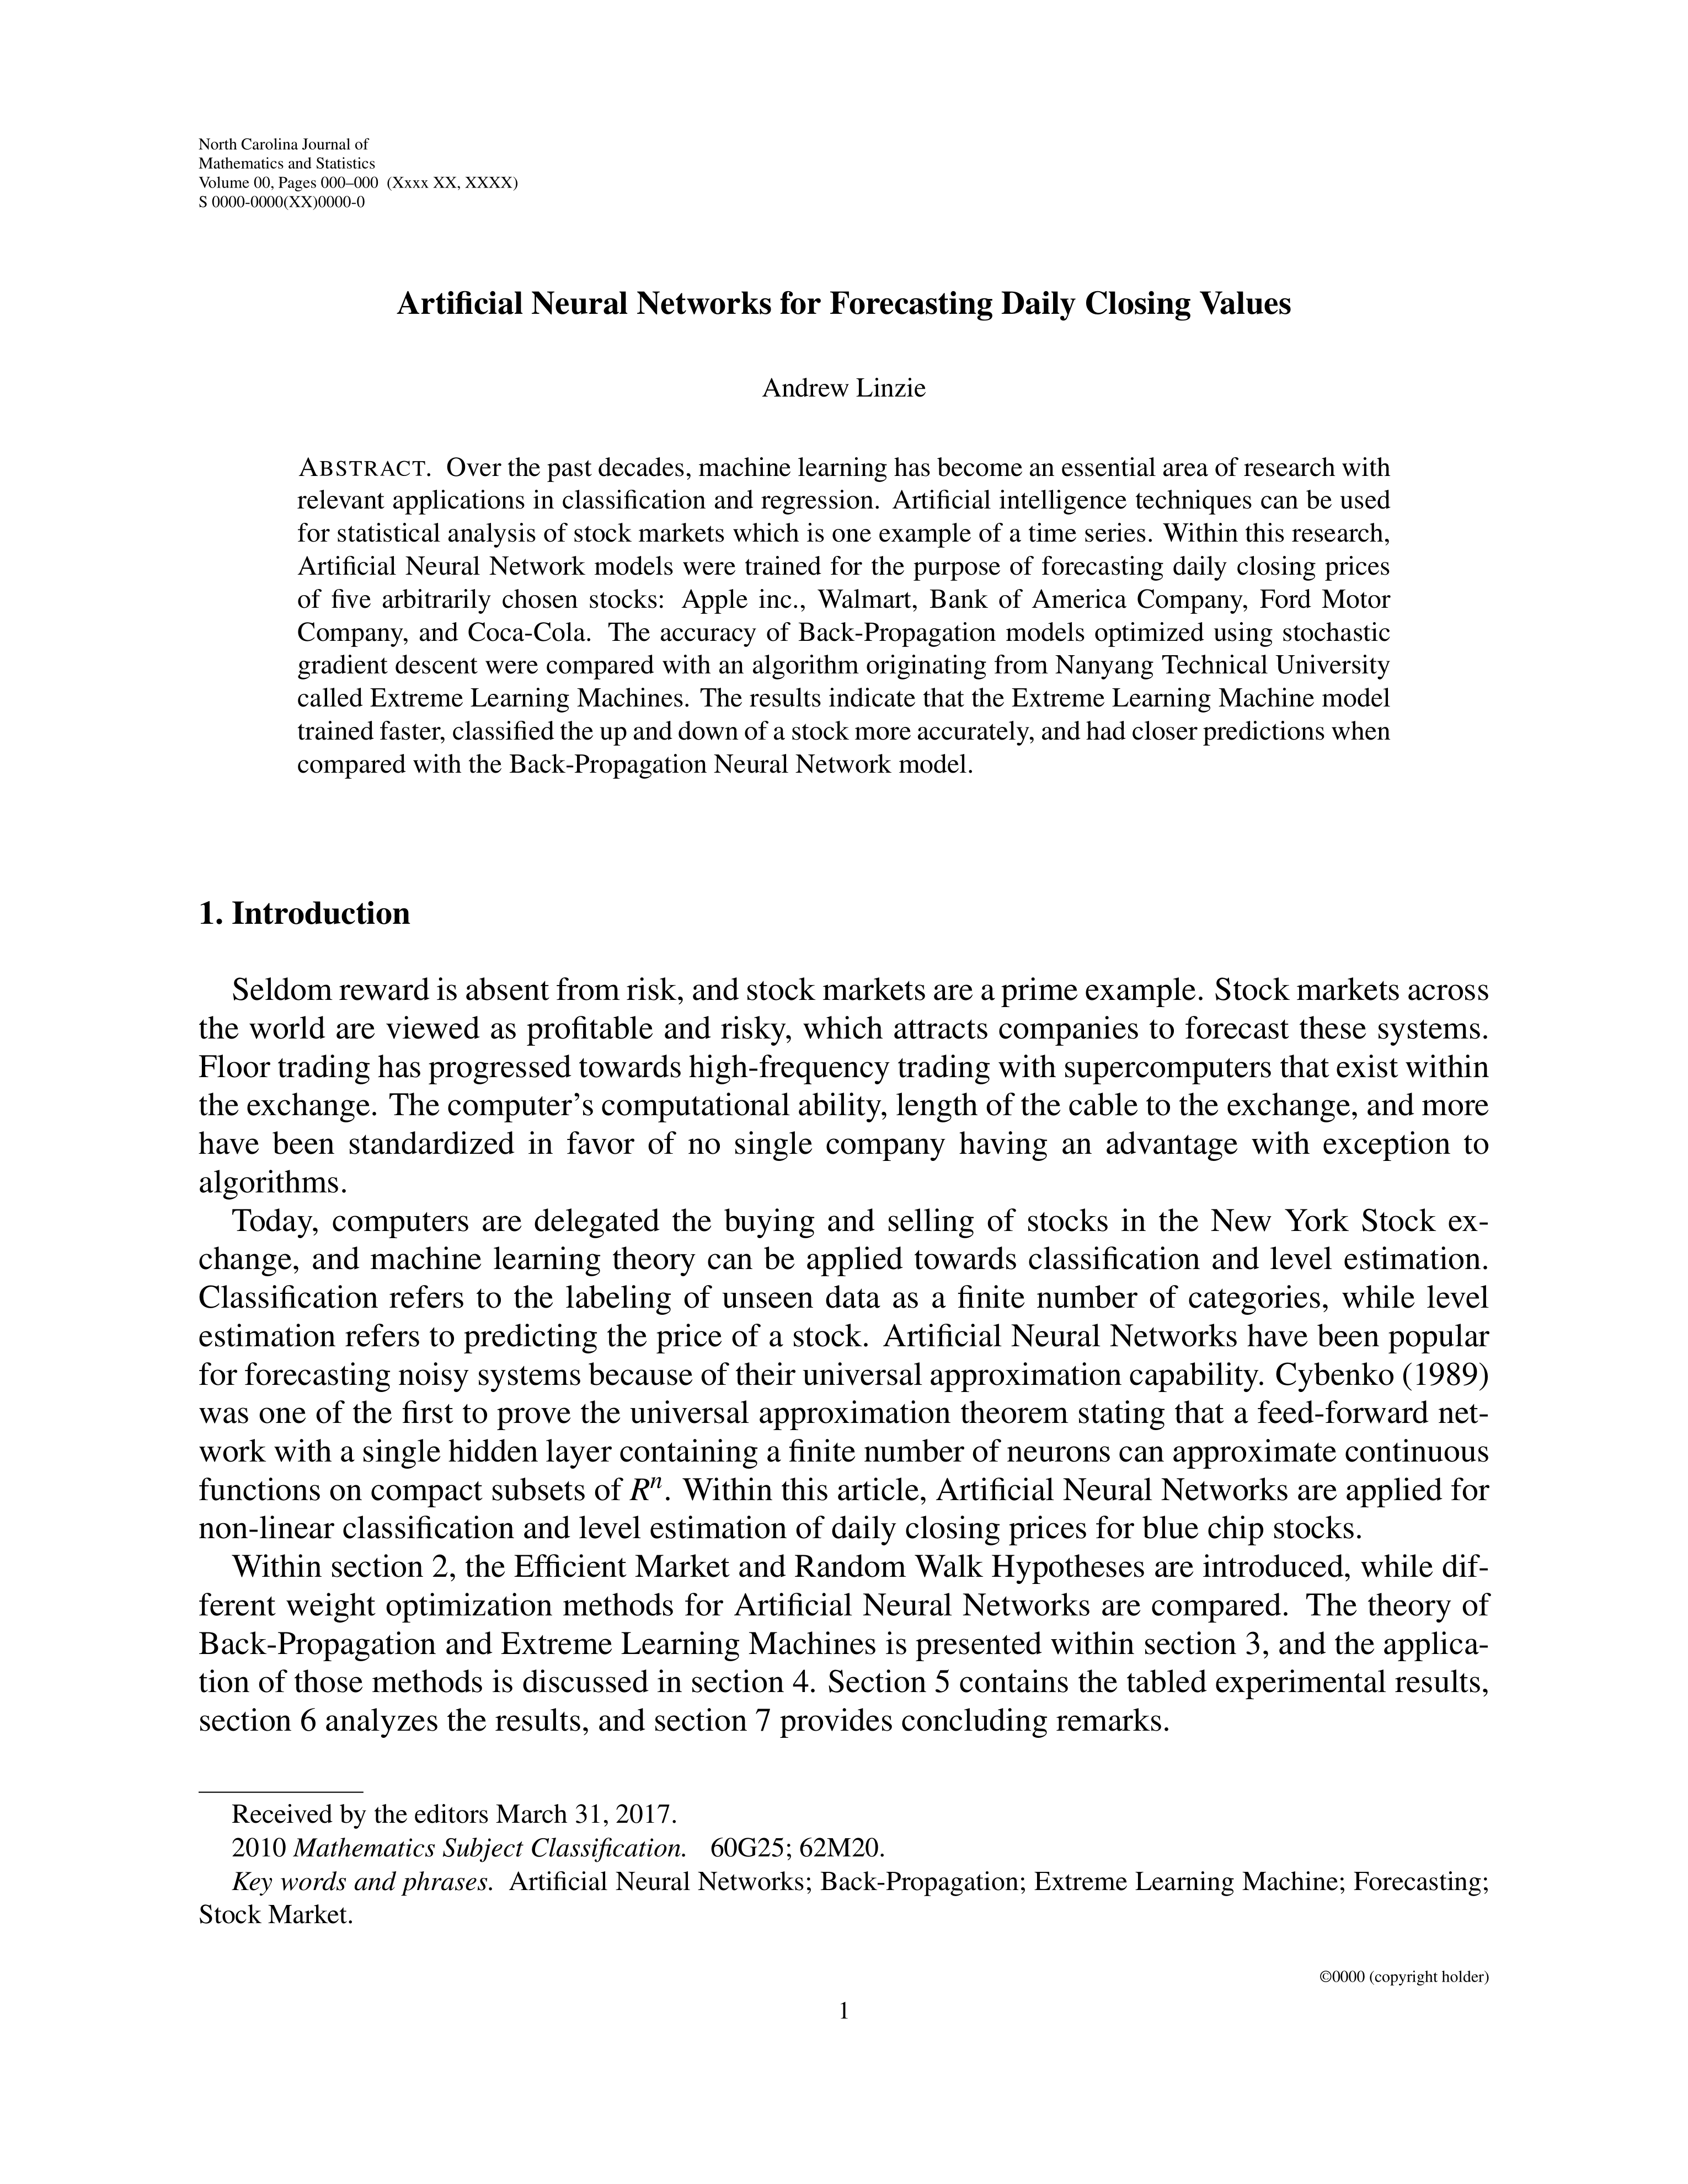 North Carolina Journal of
Mathematics and Statistics
Volume 00, Pages 000–000 (Xxxx XX, XXXX)
S 0000-0000(XX)0000-0
Artificial Neural Networks for Forecasting Daily Closing Values
Andrew Linzie
ABSTRACT. Over the past decades, machine learning has become an essential area of research with
relevant applications in classification and regression. Artificial intelligence techniques can be used
for statistical analysis of stock markets which is one example of a time series. Within this research,
Artificial Neural Network models were trained for the purpose of forecasting daily closing prices
of five arbitrarily chosen stocks: Apple inc., Walmart, Bank of America Company, Ford Motor
Company, and Coca-Cola. The accuracy of Back-Propagation models optimized using stochastic
gradient descent were compared with an algorithm originating from Nanyang Technical University
called Extreme Learning Machines. The results indicate that the Extreme Learning Machine model
trained faster, classified the up and down of a stock more accurately, and had closer predictions when
compared with the Back-Propagation Neural Network model.
1. Introduction
Seldom reward is absent from risk, and stock markets are a prime example. Stock markets across
the world are viewed as profitable and risky, which attracts companies to forecast these systems.
Floor trading has progressed towards high-frequency trading with supercomputers that exist within
the exchange. The computer's computational ability, length of the cable to the exchange, and more
have been standardized in favor of no single company having an advantage with exception to
algorithms.
Today, computers are delegated the buying and selling of stocks in the New York Stock ex-
change, and machine learning theory can be applied towards classification and level estimation.
Classification refers to the labeling of unseen data as a finite number of categories, while level
estimation refers to predicting the price of a stock. Artificial Neural Networks have been popular
for forecasting noisy systems because of their universal approximation capability. Cybenko (1989)
was one of the first to prove the universal approximation theorem stating that a feed-forward net-
work with a single hidden layer containing a finite number of neurons can approximate continuous
functions on compact subsets of Rⁿ. Within this article, Artificial Neural Networks are applied for
non-linear classification and level estimation of daily closing prices for blue chip stocks.
Within section 2, the Efficient Market and Random Walk Hypotheses are introduced, while dif-
ferent weight optimization methods for Artificial Neural Networks are compared. The theory of
Back-Propagation and Extreme Learning Machines is presented within section 3, and the applica-
tion of those methods is discussed in section 4. Section 5 contains the tabled experimental results,
section 6 analyzes the results, and section 7 provides concluding remarks.
Received by the editors March 31, 2017.
2010 Mathematics Subject Classification. 60G25; 62M20.
Key words and phrases. Artificial Neural Networks; Back-Propagation; Extreme Learning Machine; Forecasting;
Stock Market.
©0000 (copyright holder)
1